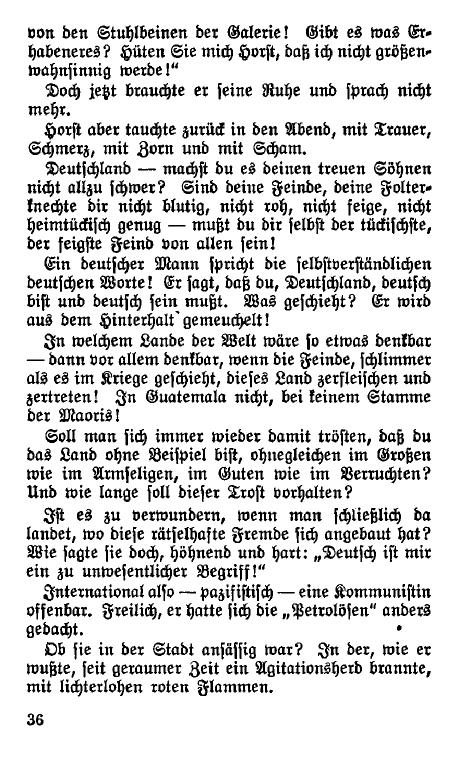 von den Stuhlbeinen der Galerie! Gibt es was Er-
habeneres? Hüten Sie mich Horst, daß ich nicht größen-
wahnsinnig werde!"
Doch jetzt brauchte er seine Ruhe und sprach nicht
mehr.
Horst aber tauchte zurück in den Abend, mit Trauer,
Schmerz, mit Zorn und mit Scham.
Deutschland — machst du es deinen treuen Söhnen
nicht allzu schwer? Sind deine Feinde, deine Folter-
knechte dir nicht blutig, nicht roh, nicht feige, nicht
heimtückisch genug — mußt du dir selbst der tückischste,
der feigste Feind von allen sein!
Ein deutscher Mann spricht die selbstverständlichen
deutschen Worte! Er sagt, daß du, Deutschland, deutsch
bist und deutsch sein mußt. Was geschieht? Er wird
aus dem Hinterhalt gemeuchelt!
In welchem Lande der Welt wäre so etwas denkbar
— dann vor allem denkbar, wenn die Feinde, schlimmer
als es im Kriege geschieht, dieses Land zerfleischen und
zertreten! In Guatemala nicht, bei keinem Stamme
der Maoris!
Soll man sich immer wieder damit trösten, daß du
das Land ohne Beispiel bist, ohnegleichen im Großen
wie im Armseligen, im Guten wie im Verruchten?
Und wie lange soll dieser Trost vorhalten?
Ist es zu verwundern, wenn man schließlich da
landet, wo diese rätselhafte Fremde sich angebaut hat?
Wie sagte sie doch, höhnend und hart: „Deutsch ist mir
ein zu unwesentlicher Begriff!"
International also — pazifistisch — eine Kommunistin
offenbar. Freilich, er hatte sich die „Petrolösen" anders
gedacht.
Ob sie in der Stadt ansässig war? In der, wie er
wußte, seit geraumer Zeit ein Agitationsherd brannte,
mit lichterlohen roten Flammen.
36